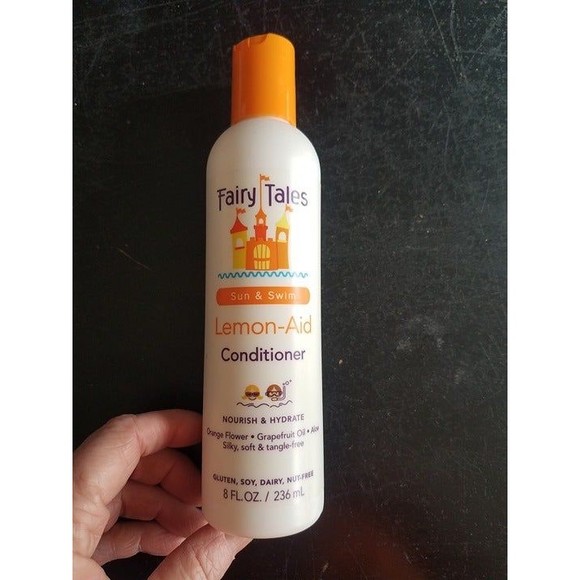 Fairy Tales
Sun & Swim
Lemon-Aid
Conditioner
NOURISH & HYDRATE
Orange Flower • Grapefruit Oil • Aloe
Silky, soft & tangle-free
GLUTEN, SOY, DAIRY, NUT-FREE
8 FL.OZ. / 236 mL